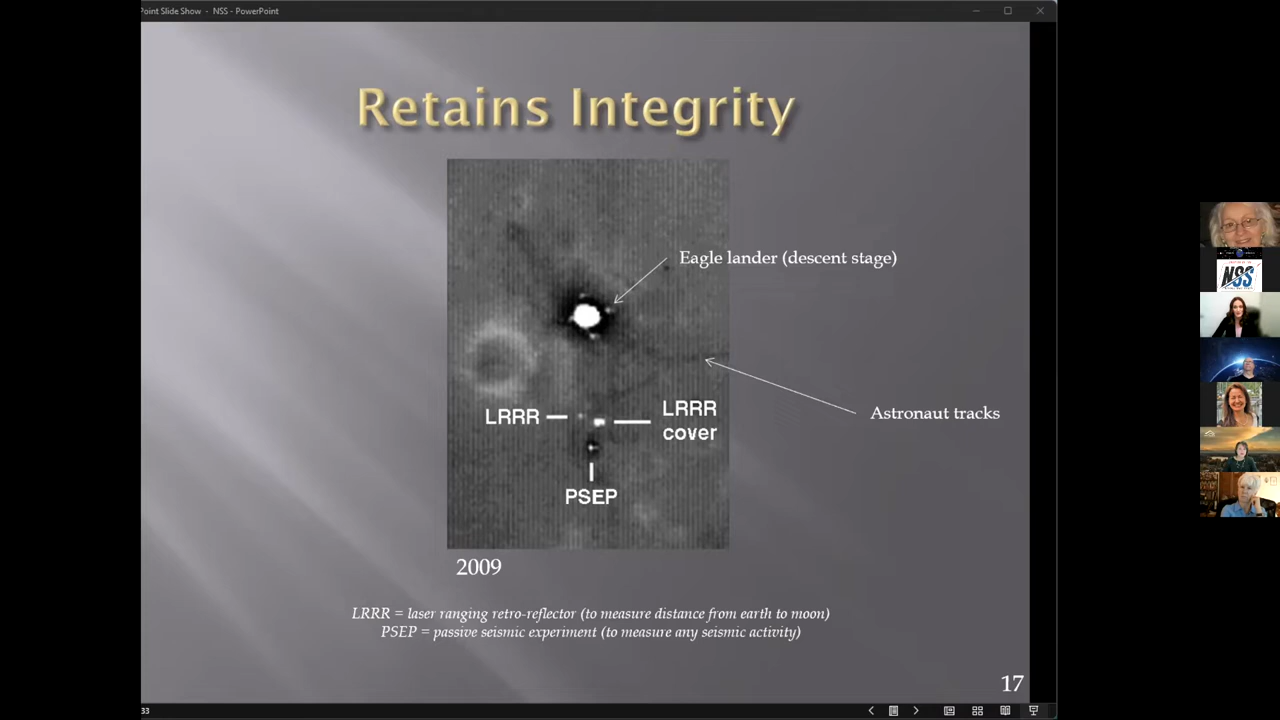 Point Slide Show - NSS - PowerPoint
Retains Integrity
Eagle lander (descent stage)
LRRR
LRRR
cover
Astronaut tracks
PSEP
2009
LRRR = laser ranging retro-reflector (to measure distance from earth to moon)
PSEP = passive seismic experiment (to measure any seismic activity)
17
33
NSS